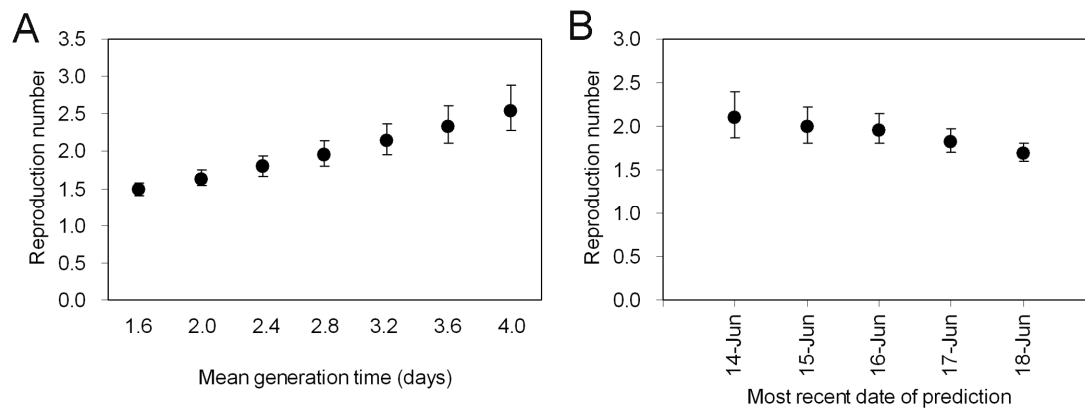 A
Reproduction number
3.5
3.0
2.5
2.0
1.5
1.0
0.5
0.0
1.6 2.0 2.4 2.8 3.2 3.6 4.0
Mean generation time (days)
B
Reproduction number
3.0
2.5
2.0
1.5
1.0
0.5
0.0
14-Jun
15-Jun
16-Jun
17-Jun
18-Jun
Most recent date of prediction